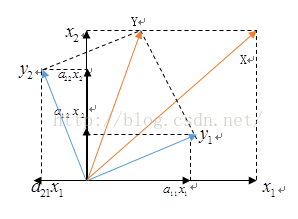 Y
x₂
X
y₂
a₂₂x₂
a₁₂x₂
http://blog.csdn.net/
y₁
a₂₁x₁
a₁₁x₁
x₁